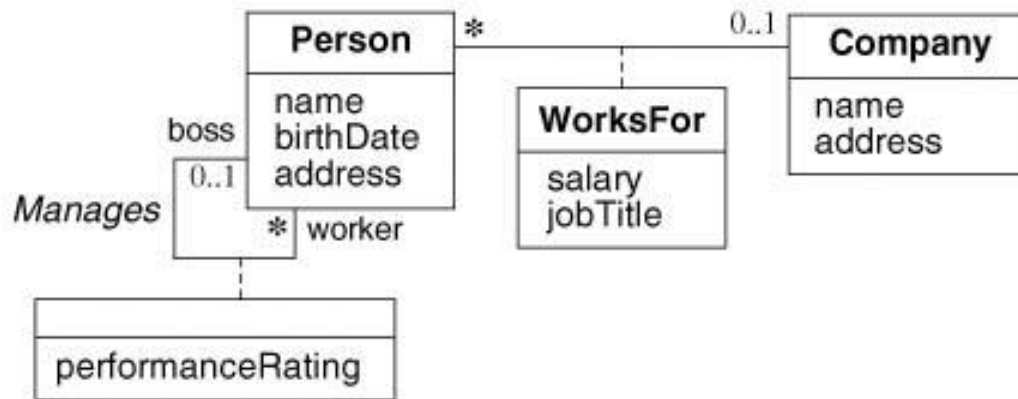 Person
name
birthDate
address
*
0..1
Company
name
address
WorksFor
salary
jobTitle
boss
0..1
Manages
* worker
performanceRating